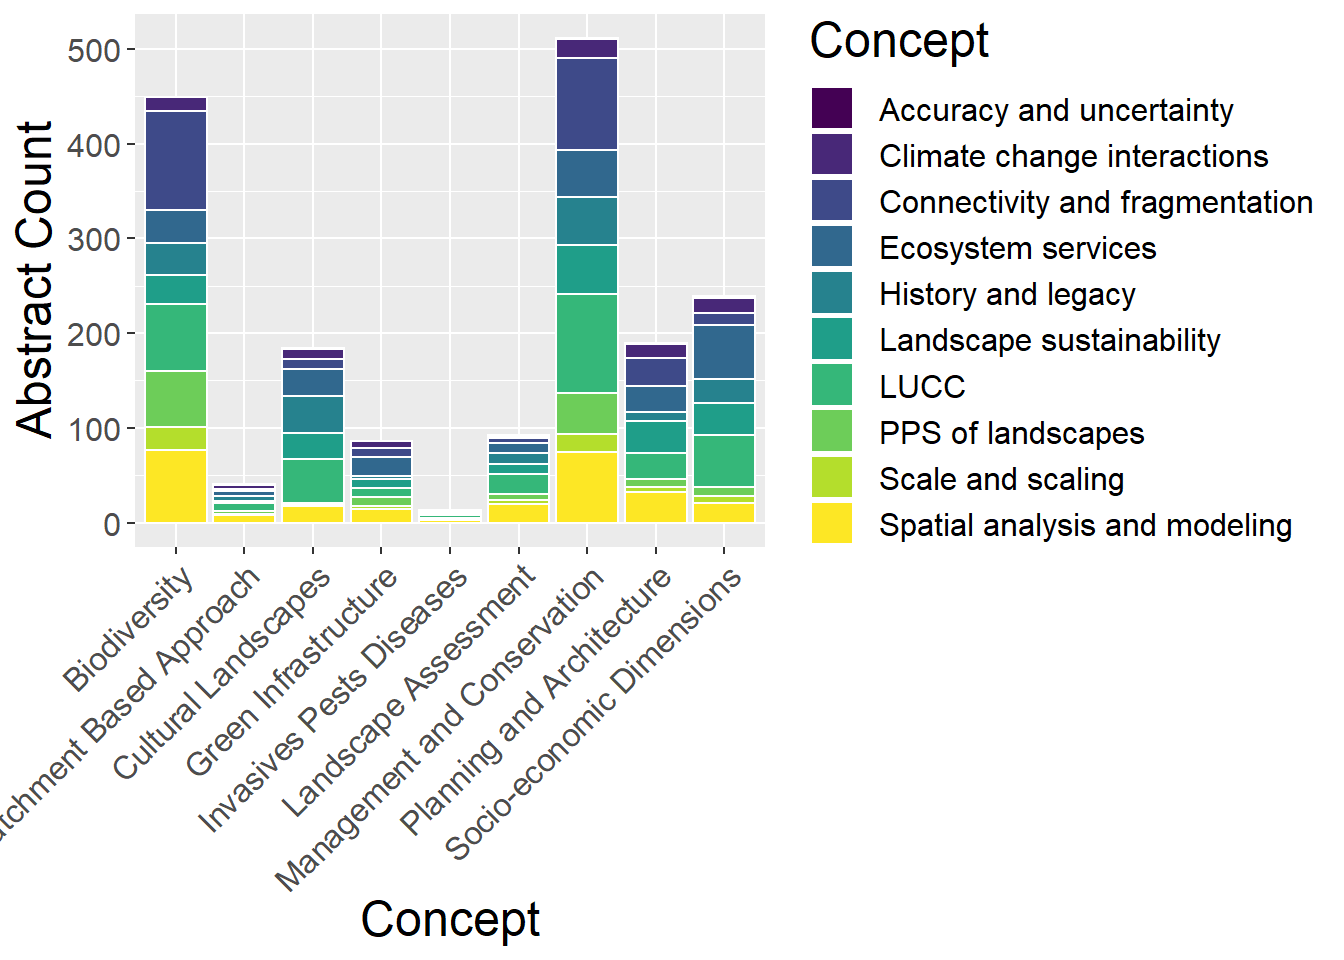 Abstract Count
500
400
300
200
100
0
Biodiversity
Based Approach
Cultural Landscapes
Green Infrastructure
Invasives Pests Diseases
Landscape Assessment
Management and Conservation
Planning and Architecture
Socio-economic Dimensions
Concept
Concept
Accuracy and uncertainty
Climate change interactions
Connectivity and fragmentation
Ecosystem services
History and legacy
Landscape sustainability
LUCC
PPS of landscapes
Scale and scaling
Spatial analysis and modeling